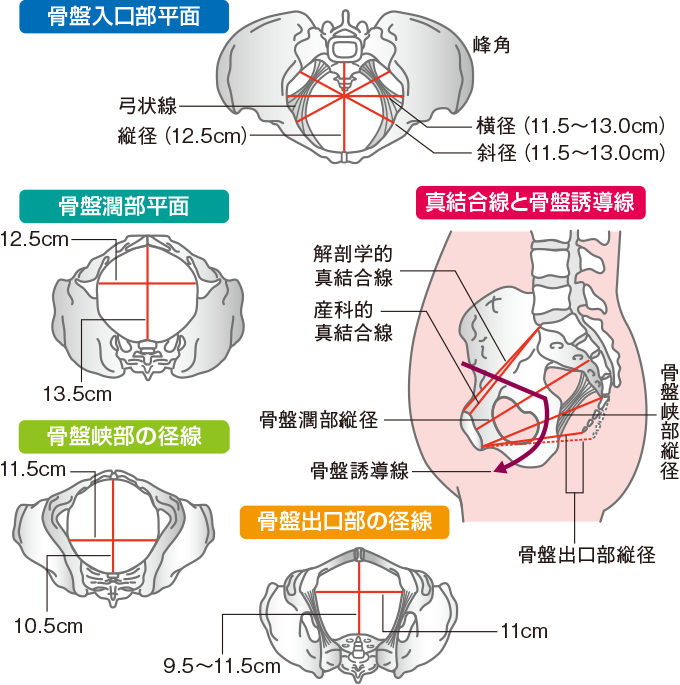 骨盤入口部平面
峰角
弓状線
縦径（12.5cm）
横径（11.5〜13.0cm）
斜径（11.5〜13.0cm）
骨盤濶部平面
12.5cm
13.5cm
真結合線と骨盤誘導線
解剖学的
真結合線
産科的
真結合線
骨盤濶部縦径
骨盤誘導線
骨盤峡部縦径
骨盤出口部縦径
骨盤峡部の径線
11.5cm
10.5cm
骨盤出口部の径線
11cm
9.5〜11.5cm